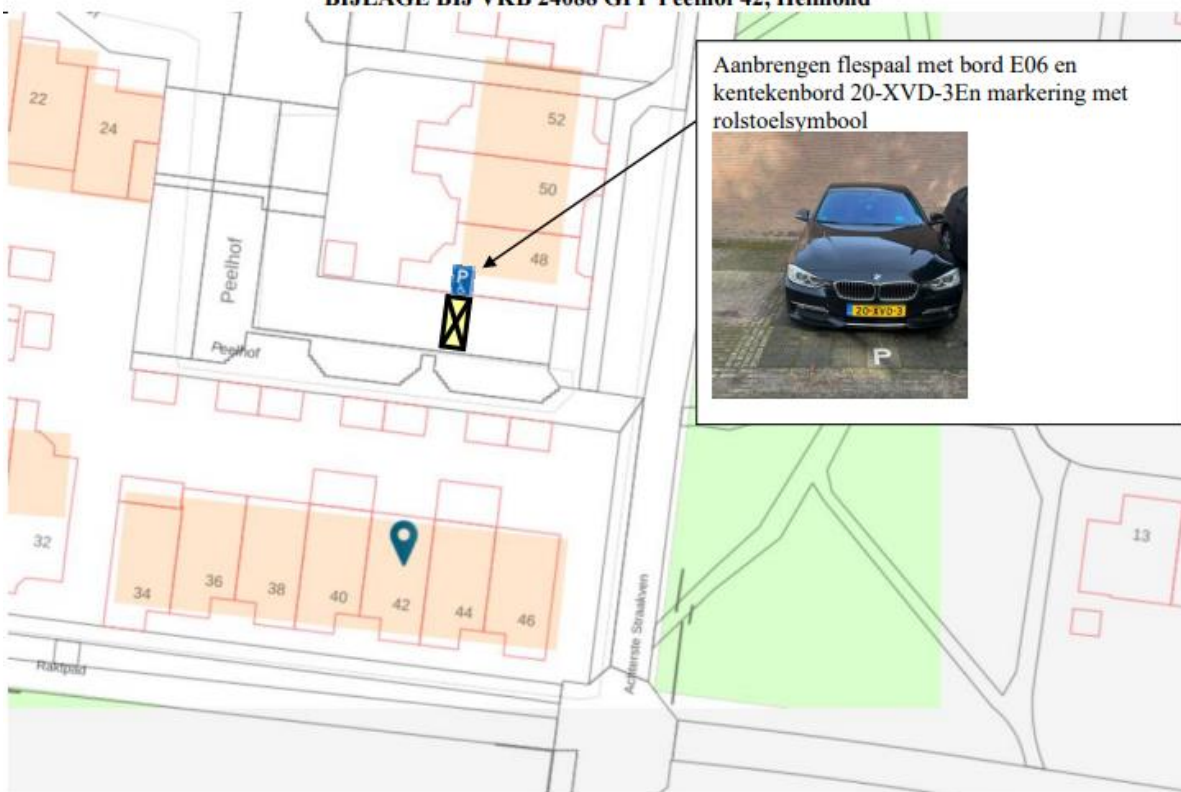 BIJLAGE BIJ VKB 24088 GPP Peelhof 42, Helmond
Aanbrengen flespaal met bord E06 en
kentekenbord 20-XVD-3En markering met
rolstoelsymbool
22
24
52
50
48
P
20-XVD-3
P
Peelhof
Peelhof
32
34
36
38
40
42
44
46
13
Achterste Straakven
Raktpad